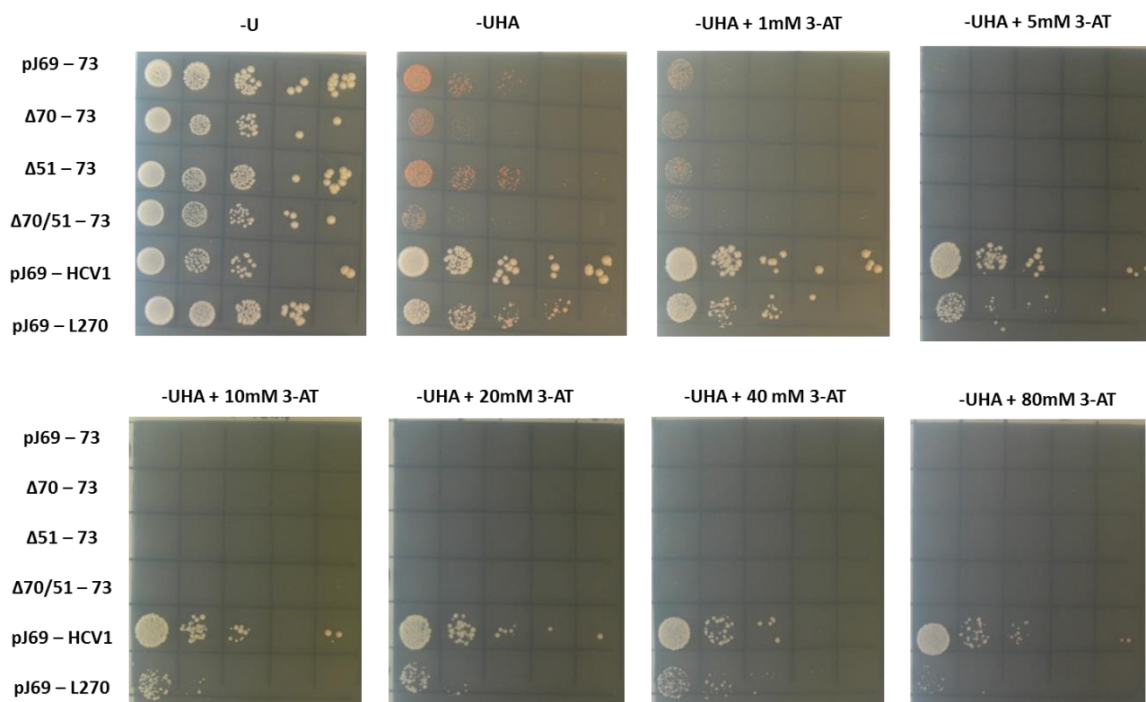 -U -UHA -UHA + 1mM 3-AT -UHA + 5mM 3-AT
pJ69 – 73
Δ70 – 73
Δ51 – 73
Δ70/51 – 73
pJ69 – HCV1
pJ69 – L270
-UHA + 10mM 3-AT -UHA + 20mM 3-AT -UHA + 40 mM 3-AT -UHA + 80mM 3-AT
pJ69 – 73
Δ70 – 73
Δ51 – 73
Δ70/51 – 73
pJ69 – HCV1
pJ69 – L270